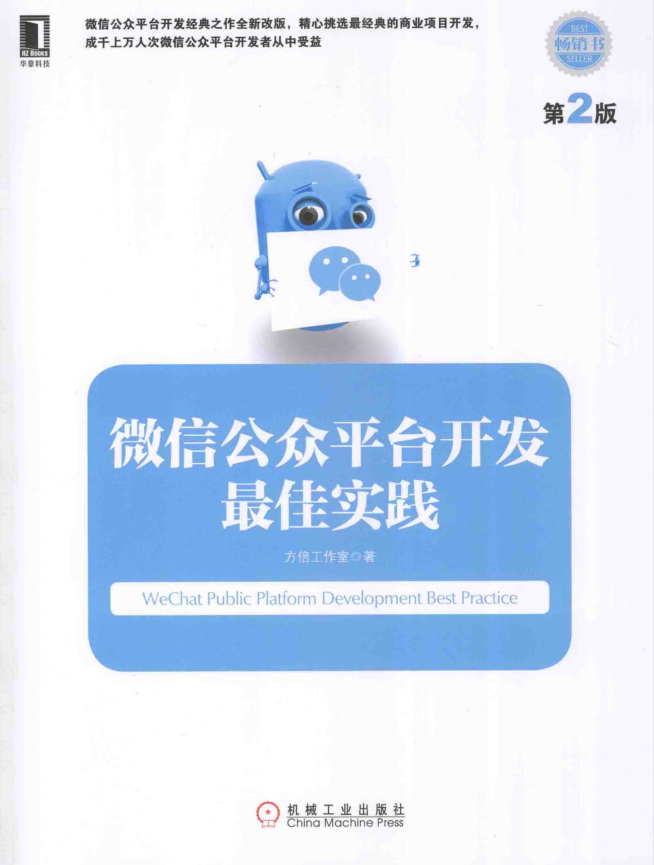 HZ Books
华章科技
微信公众平台开发经典之作全新改版，精心挑选最经典的商业项目开发，
成千上万人次微信公众平台开发者从中受益
BEST
畅销书
SELLER
第2版
微信公众平台开发
最佳实践
方倍工作室◎著
WeChat Public Platform Development Best Practice
机械工业出版社
China Machine Press